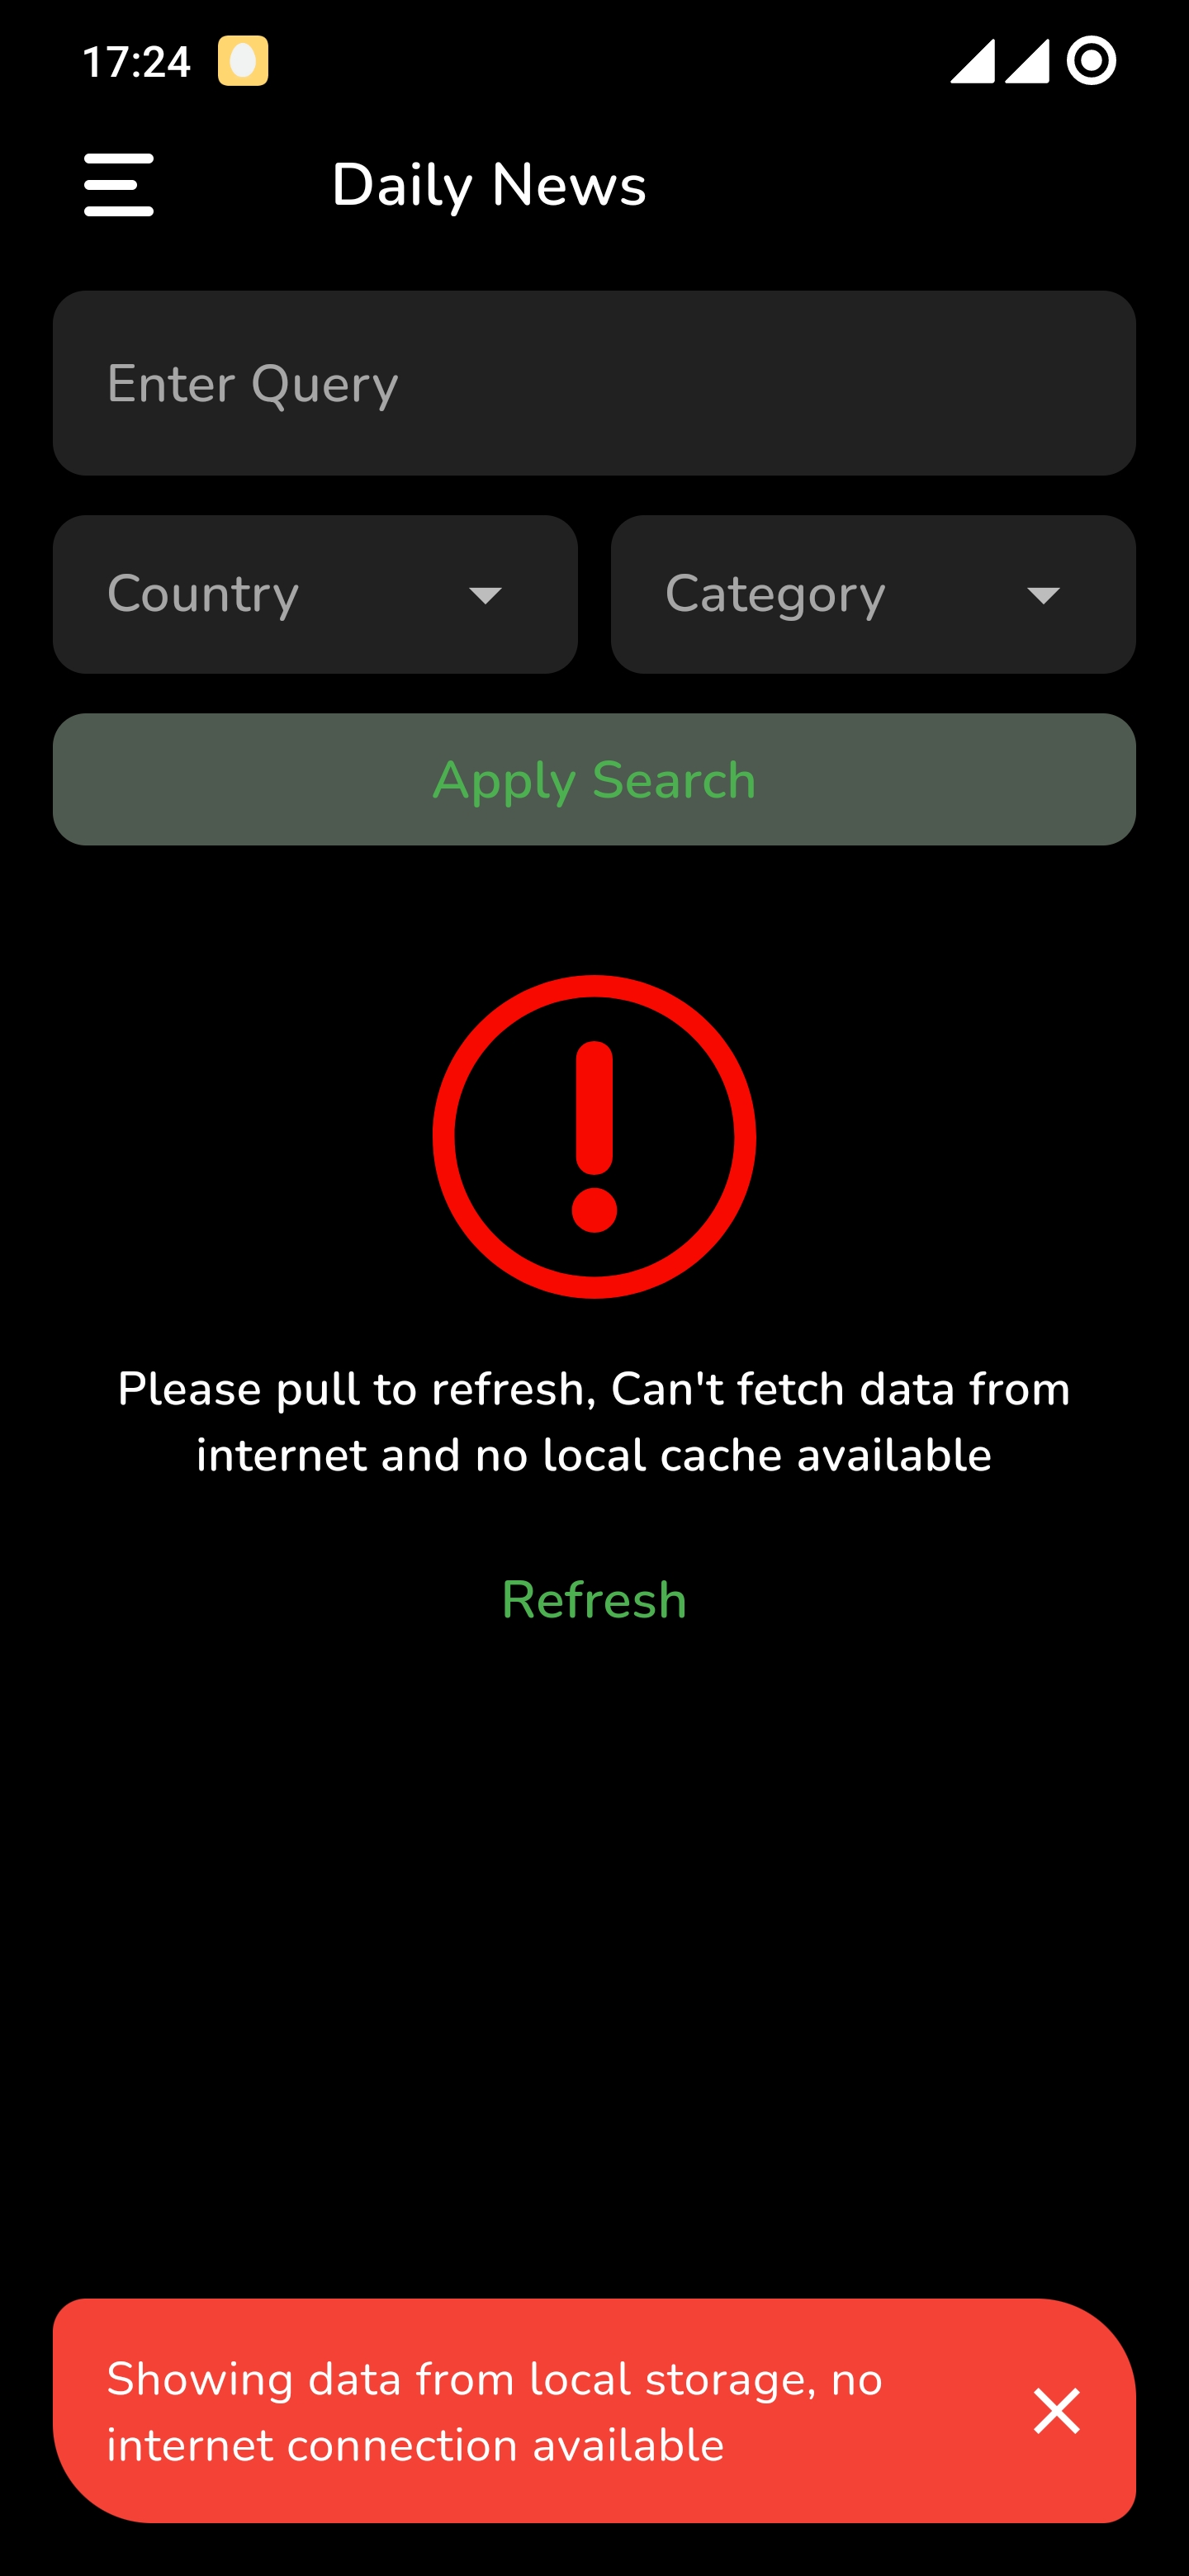 17:24
Daily News
Enter Query
Country
Category
Apply Search
Please pull to refresh, Can't fetch data from
internet and no local cache available
Refresh
Showing data from local storage, no
internet connection available